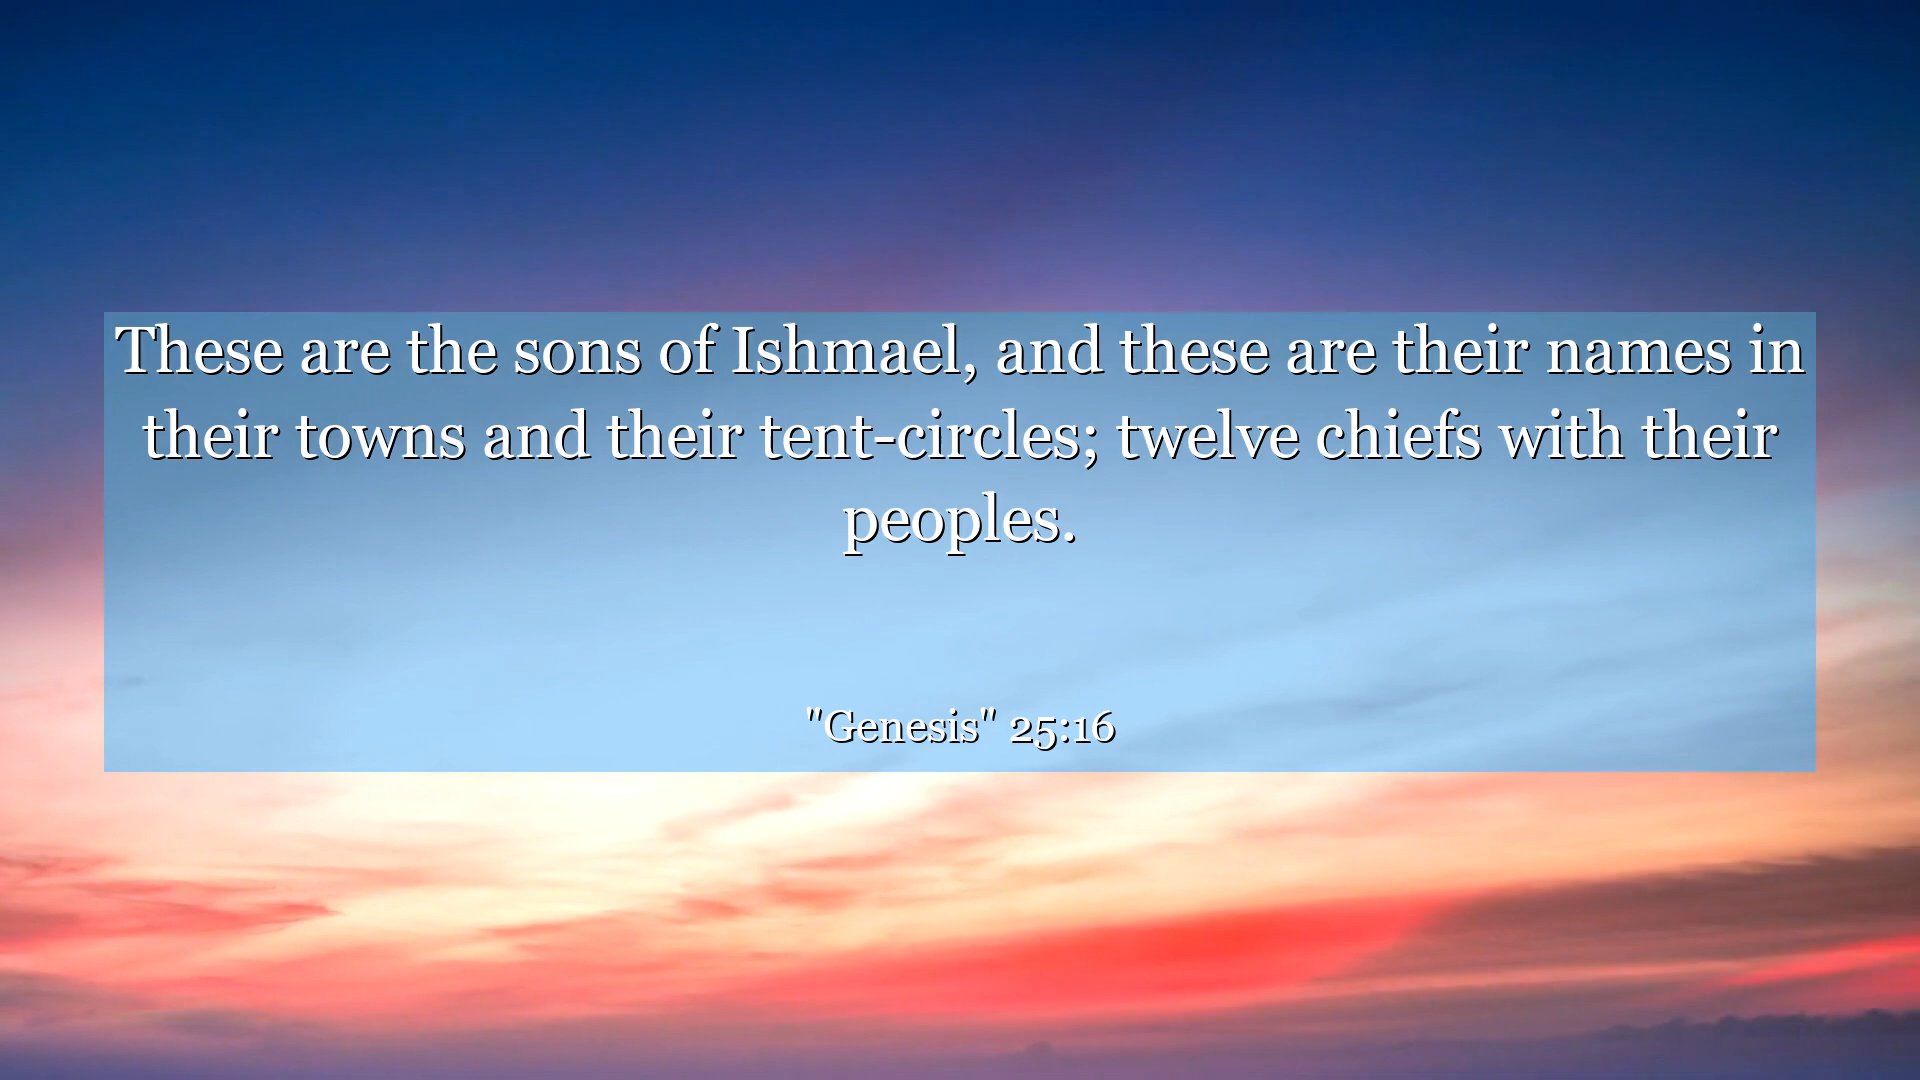 These are the sons of Ishmael, and these are their names in
their towns and their tent-circles; twelve chiefs with their
peoples.
"Genesis" 25:16